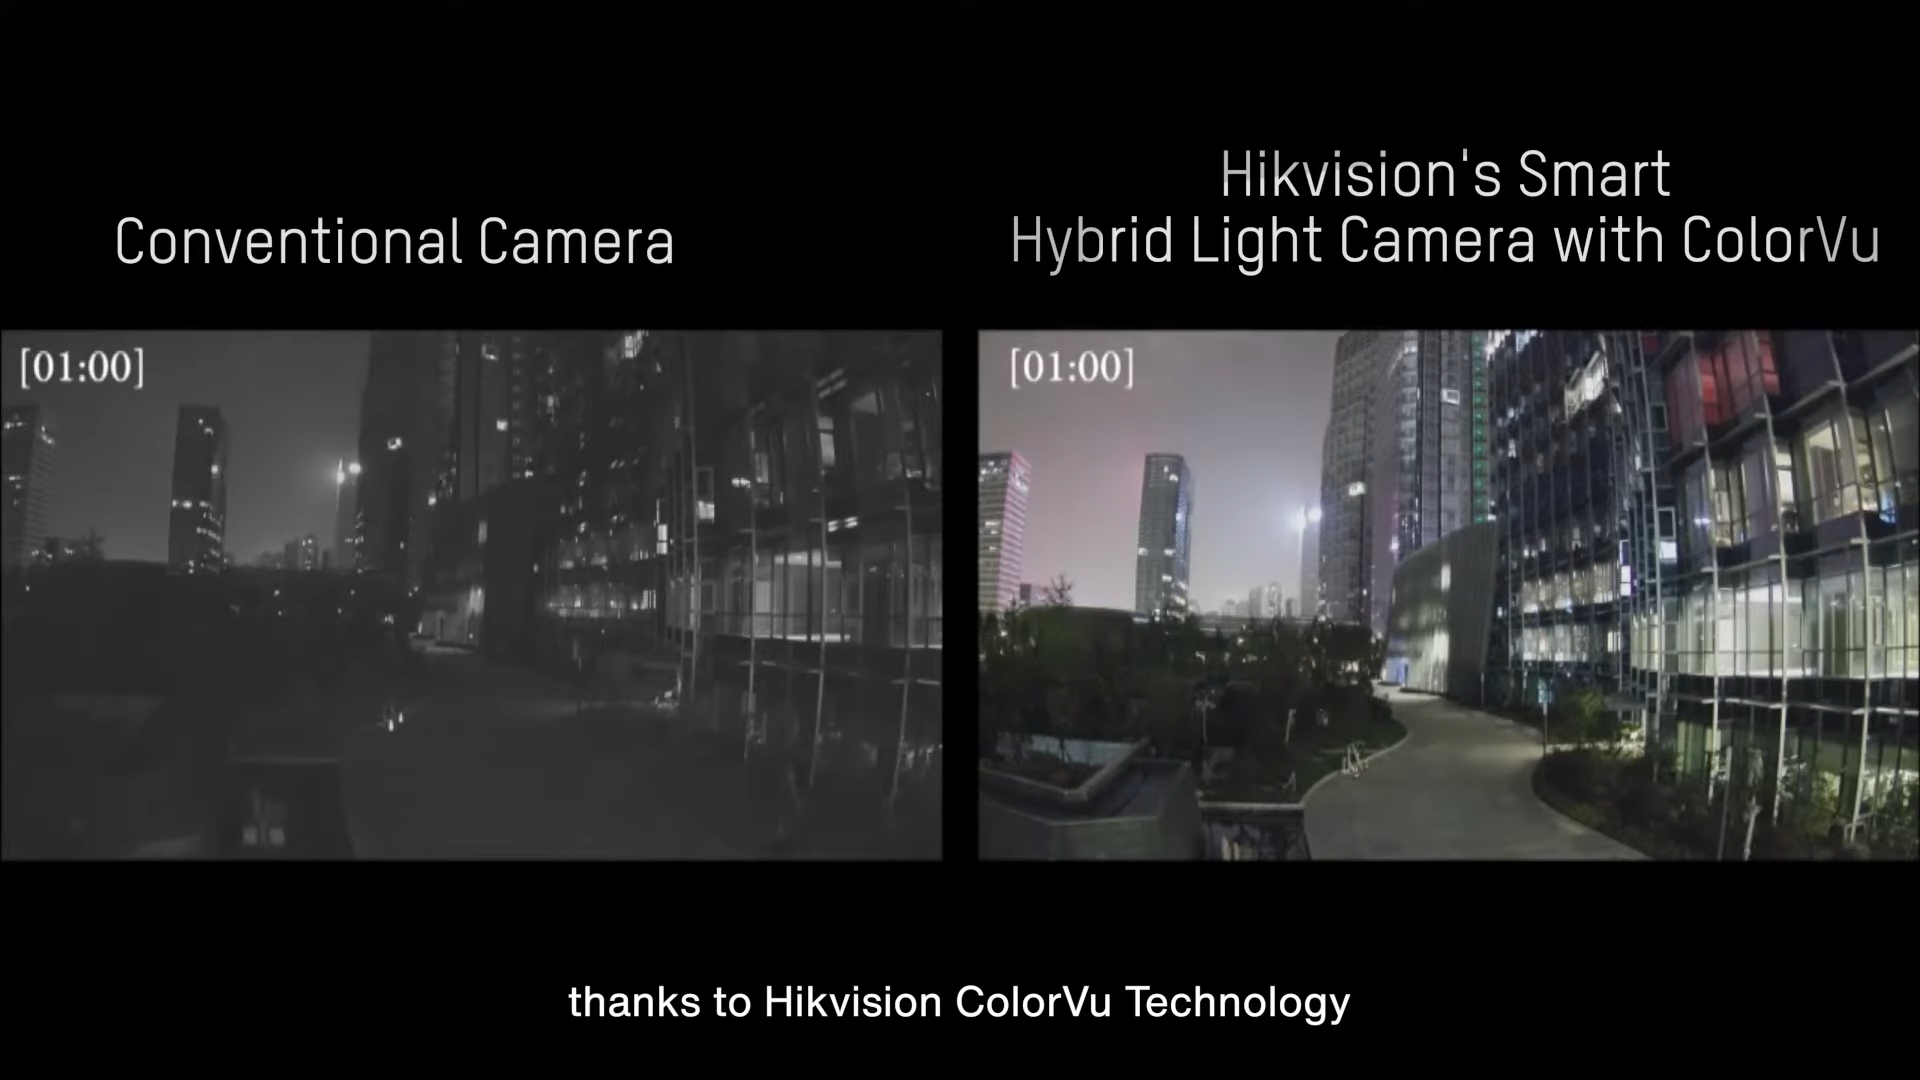 Conventional Camera
Hikvision's Smart
Hybrid Light Camera with ColorVu
[01:00]
[01:00]
thanks to Hikvision ColorVu Technology